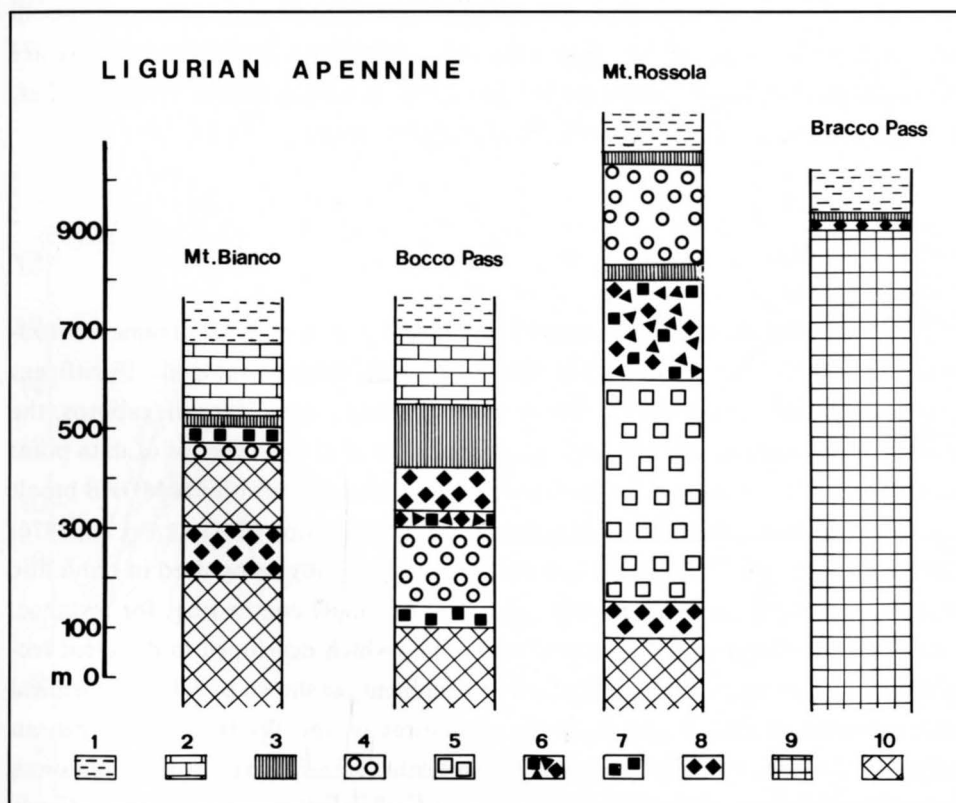 LIGURIAN APENNINE
Mt.Rossola
Bracco Pass
Mt.Bianco
Bocco Pass
900
700
500
300
100
m 0
1 2 3 4 5 6 7 8 9 10